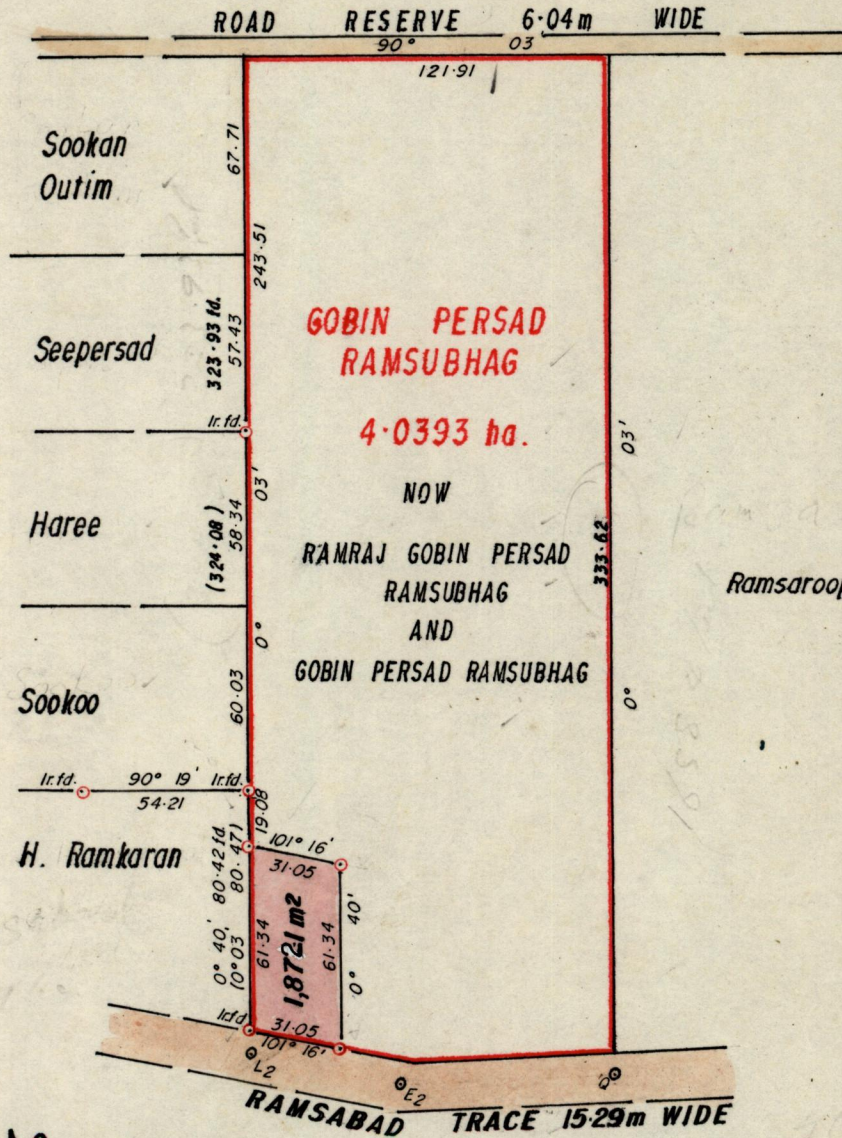 ROAD RESERVE 6·04m WIDE
90° 03
121·91
Sookan
Outim
67·71
243·51
Seepersad
323·93 fd.
57·43
GOBIN PERSAD
RAMSUBHAG
4·0393 ha.
Ir. fd.
03'
03'
Haree
(324·08)
58·34
NOW
RAMRAJ GOBIN PERSAD
RAMSUBHAG
AND
GOBIN PERSAD RAMSUBHAG
333·62
Ramsaroop
0°
0°
Sookoo
60·03
Ir.fd. 90° 19' Ir.fd.
54·21
19·08
H. Ramkaran
80·42 fd.
80·47)
0° 40'
(0° 03
101° 16'
31·05
61·34
1,872·1 m²
61·34
0° 40'
Ir.fd
31·05
101° 16'
L2
E2
RAMSABAD TRACE 15·29m WIDE